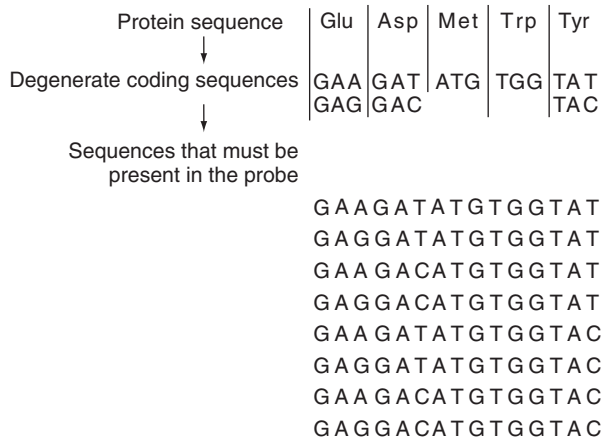 Protein sequence Glu Asp Met Trp Tyr
Degenerate coding sequences GAA GAT ATG TGG TAT
GAG GAC TAC
Sequences that must be
present in the probe
GAAGATATGTGGTAT
GAGGATATGTGGTAT
GAAGACATGTGGTAT
GAGGACATGTGGTAT
GAAGATATGTGGTAC
GAGGATATGTGGTAC
GAAGACATGTGGTAC
GAGGACATGTGGTAC